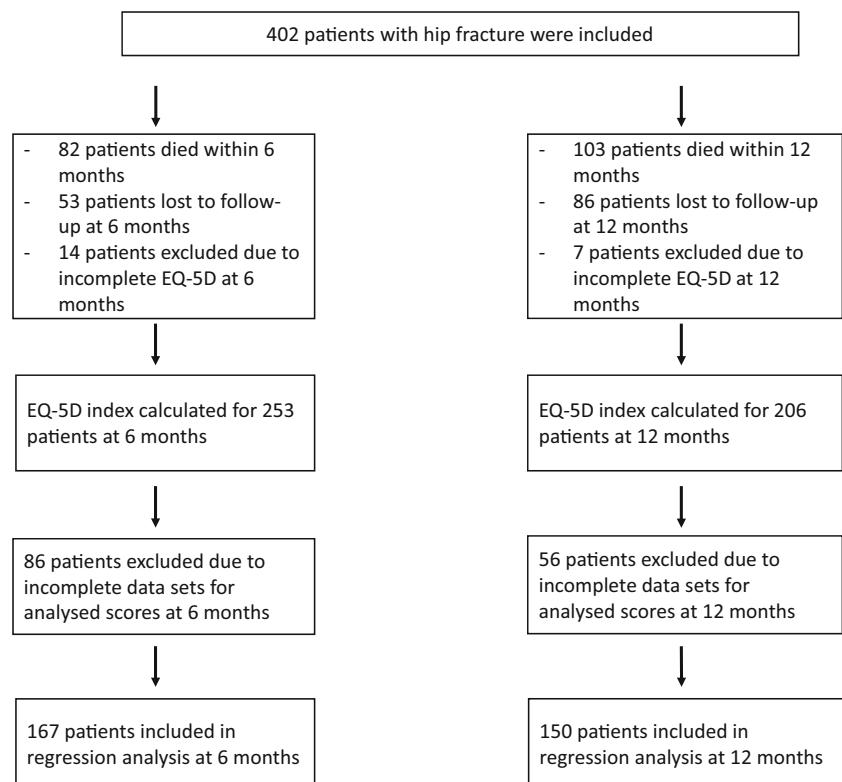 402 patients with hip fracture were included
- 82 patients died within 6
months
- 53 patients lost to follow-
up at 6 months
- 14 patients excluded due to
incomplete EQ-5D at 6
months
- 103 patients died within 12
months
- 86 patients lost to follow-up
at 12 months
- 7 patients excluded due to
incomplete EQ-5D at 12
months
EQ-5D index calculated for 253
patients at 6 months
EQ-5D index calculated for 206
patients at 12 months
86 patients excluded due to
incomplete data sets for
analysed scores at 6 months
56 patients excluded due to
incomplete data sets for
analysed scores at 12 months
167 patients included in
regression analysis at 6 months
150 patients included in
regression analysis at 12 months